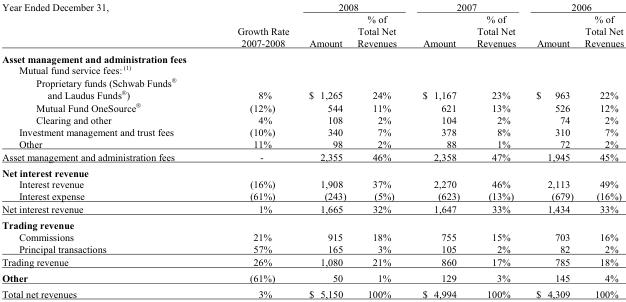 Year Ended December 31, 2008 2007 2006
% of % of % of
Growth Rate Total Net Total Net Total Net
2007-2008 Amount Revenues Amount Revenues Amount Revenues
Asset management and administration fees
Mutual fund service fees: (1)
Proprietary funds (Schwab Funds®
and Laudus Funds®) 8% $ 1,265 24% $ 1,167 23% $ 963 22%
Mutual Fund OneSource® (12%) 544 11% 621 13% 526 12%
Clearing and other 4% 108 2% 104 2% 74 2%
Investment management and trust fees (10%) 340 7% 378 8% 310 7%
Other 11% 98 2% 88 1% 72 2%
Asset management and administration fees - 2,355 46% 2,358 47% 1,945 45%
Net interest revenue
Interest revenue (16%) 1,908 37% 2,270 46% 2,113 49%
Interest expense (61%) (243) (5%) (623) (13%) (679) (16%)
Net interest revenue 1% 1,665 32% 1,647 33% 1,434 33%
Trading revenue
Commissions 21% 915 18% 755 15% 703 16%
Principal transactions 57% 165 3% 105 2% 82 2%
Trading revenue 26% 1,080 21% 860 17% 785 18%
Other (61%) 50 1% 129 3% 145 4%
Total net revenues 3% $ 5,150 100% $ 4,994 100% $ 4,309 100%